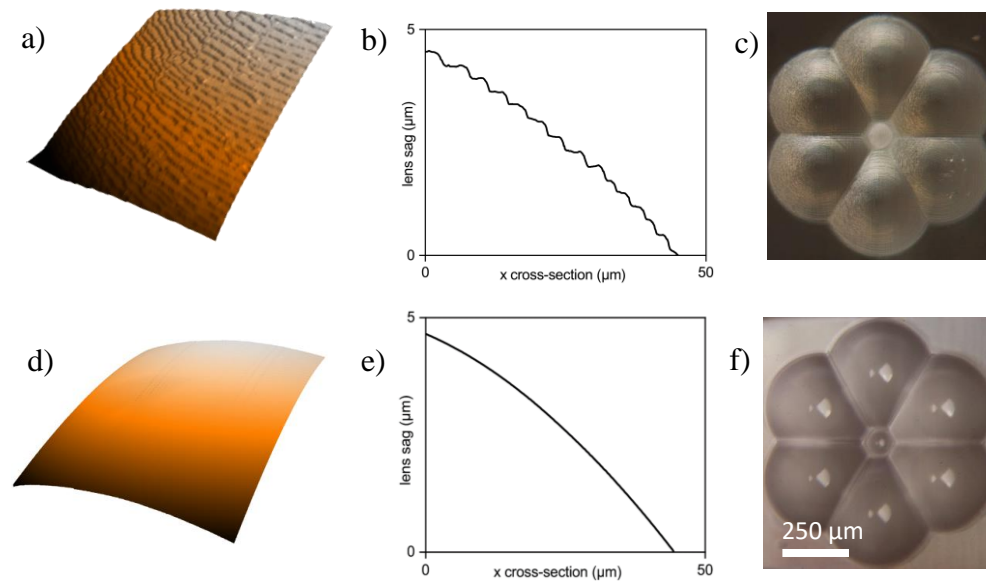 a)
b)
5
lens sag (µm)
0
0
50
x cross-section (µm)
c)
d)
e)
5
lens sag (µm)
0
0
50
x cross-section (µm)
f)
250 µm